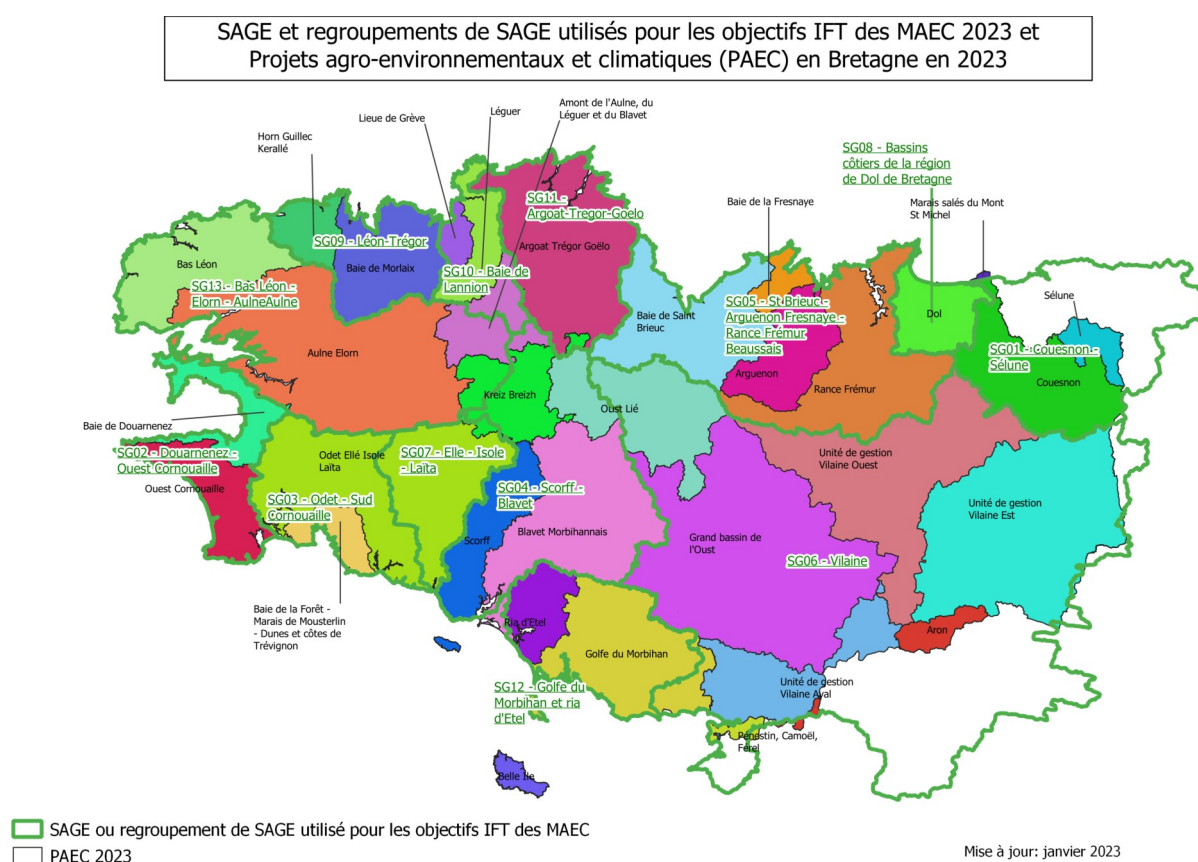 SAGE et regroupements de SAGE utilisés pour les objectifs IFT des MAEC 2023 et
Projets agro-environnementaux et climatiques (PAEC) en Bretagne en 2023
Amont de l'Aulne, du
Léguer et du Blavet
Léguer
Lieue de Grève
Horn Guillec
Kerallé
SG08 - Bassins
côtiers de la région
de Dol de Bretagne
Baie de la Fresnaye
Marais salés du Mont
St Michel
SG11 -
Argoat-Tregor-Goelo
Argoat Trégor Goëlo
SG09 - Léon-Trégor
Baie de Morlaix
Bas Léon
SG10 - Baie de
Lannion
SG13 - Bas Léon -
Elorn - AulneAulne
Aulne Elorn
Baie de Saint
Brieuc
SG05 - St Brieuc -
Arguenon Fresnaye -
Rance Frémur
Beaussais
Arguenon
Rance Frémur
Dol
Sélune
SG01 - Couesnon -
Sélune
Couesnon
Kreiz Breizh
Oust Lié
Baie de Douarnenez
SG02 - Douarnenez -
Ouest Cornouaille
Ouest Cornouaille
Odet Ellé Isole
Laïta
SG07 - Elle - Isole
- Laïta
SG03 - Odet - Sud
Cornouaille
SG04 - Scorff -
Blavet
Scorff
Blavet Morbihannais
Unité de gestion
Vilaine Ouest
Unité de gestion
Vilaine Est
Grand bassin de
l'Oust
SG06 - Vilaine
Baie de la Forêt -
Marais de Mousterlin
- Dunes et côtes de
Trévignon
Ria d'Etel
Golfe du Morbihan
Aron
SG12 - Golfe du
Morbihan et ria
d'Etel
Unité de gestion
Vilaine Aval
Pénestin, Camoël,
Férel
Belle Ile
SAGE ou regroupement de SAGE utilisé pour les objectifs IFT des MAEC
PAEC 2023
Mise à jour: janvier 2023